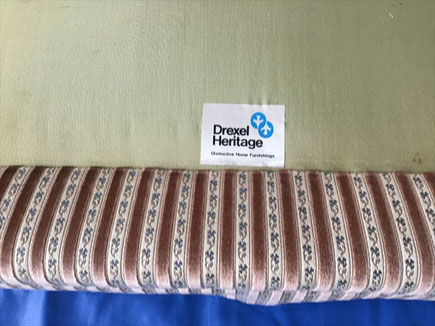 Drexel
Heritage
Distinctive Home Furnishings